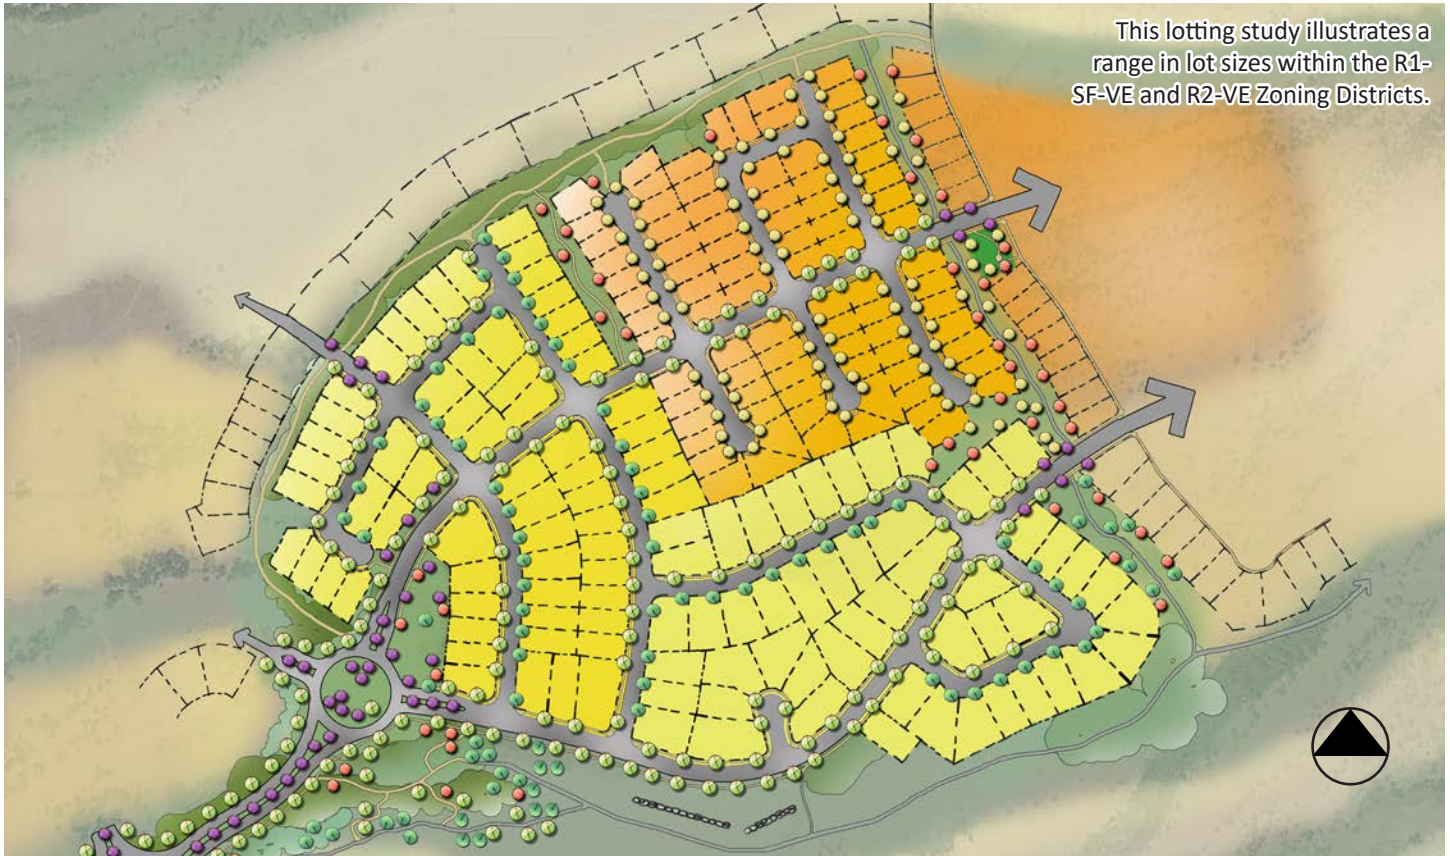 This lotting study illustrates a
range in lot sizes within the R1-
SF-VE and R2-VE Zoning Districts.